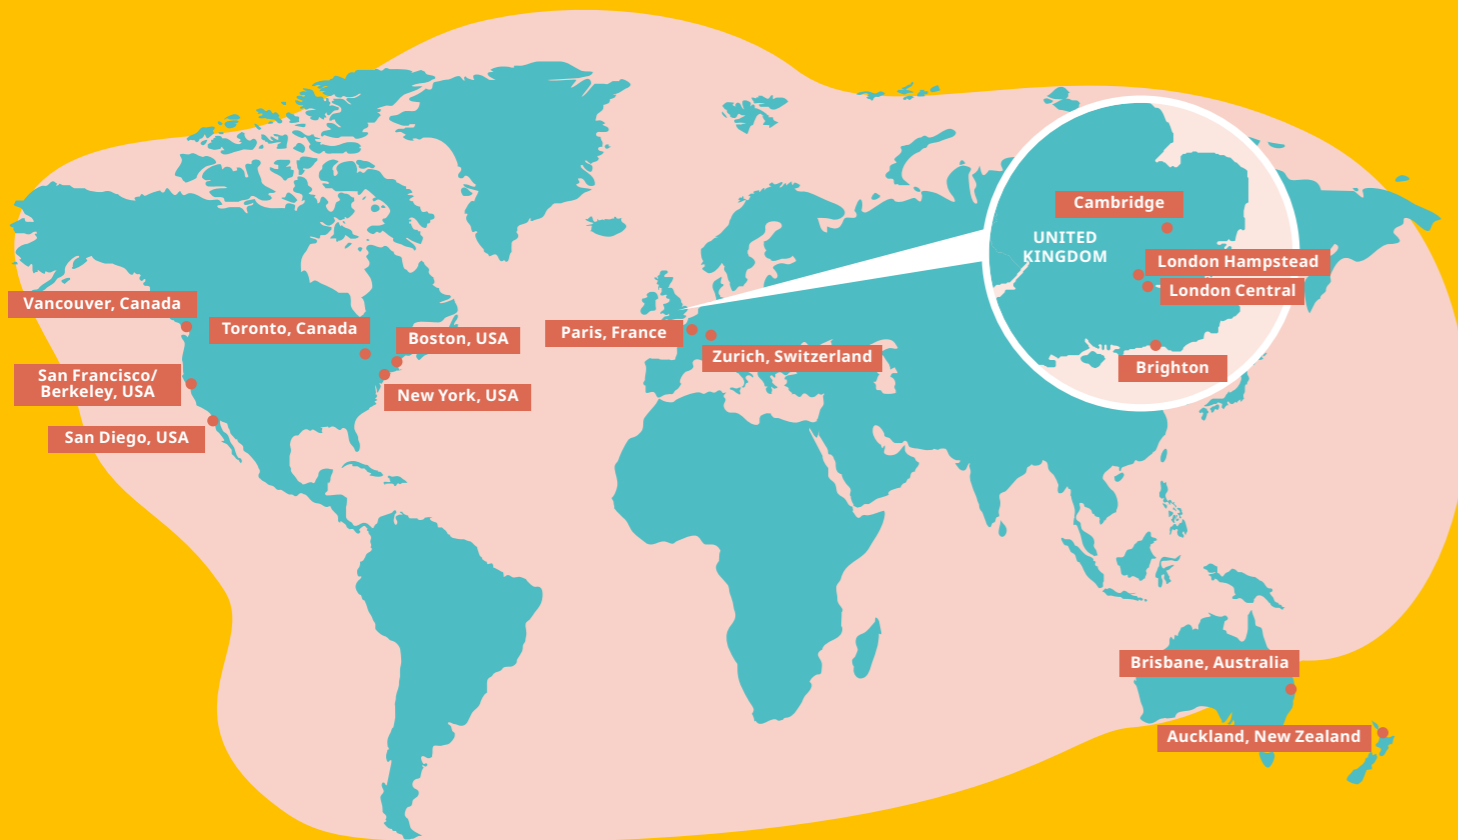 Cambridge
UNITED
KINGDOM
London Hampstead
London Central
Brighton
Vancouver, Canada
Toronto, Canada
Boston, USA
Paris, France
Zurich, Switzerland
San Francisco/
Berkeley, USA
New York, USA
San Diego, USA
Brisbane, Australia
Auckland, New Zealand